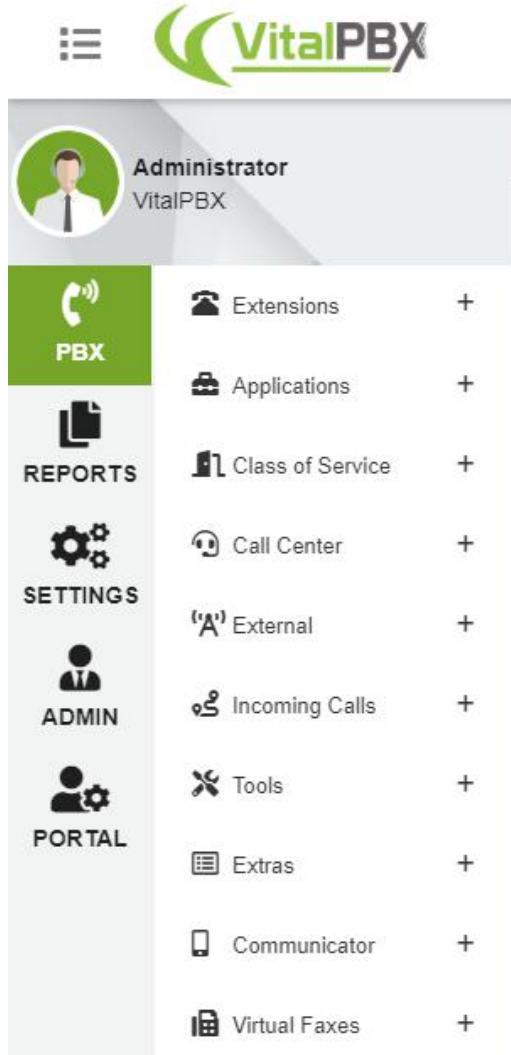 VitalPBX
Administrator
VitalPBX
PBX
REPORTS
SETTINGS
ADMIN
PORTAL
Extensions +
Applications +
Class of Service +
Call Center +
External +
Incoming Calls +
Tools +
Extras +
Communicator +
Virtual Faxes +